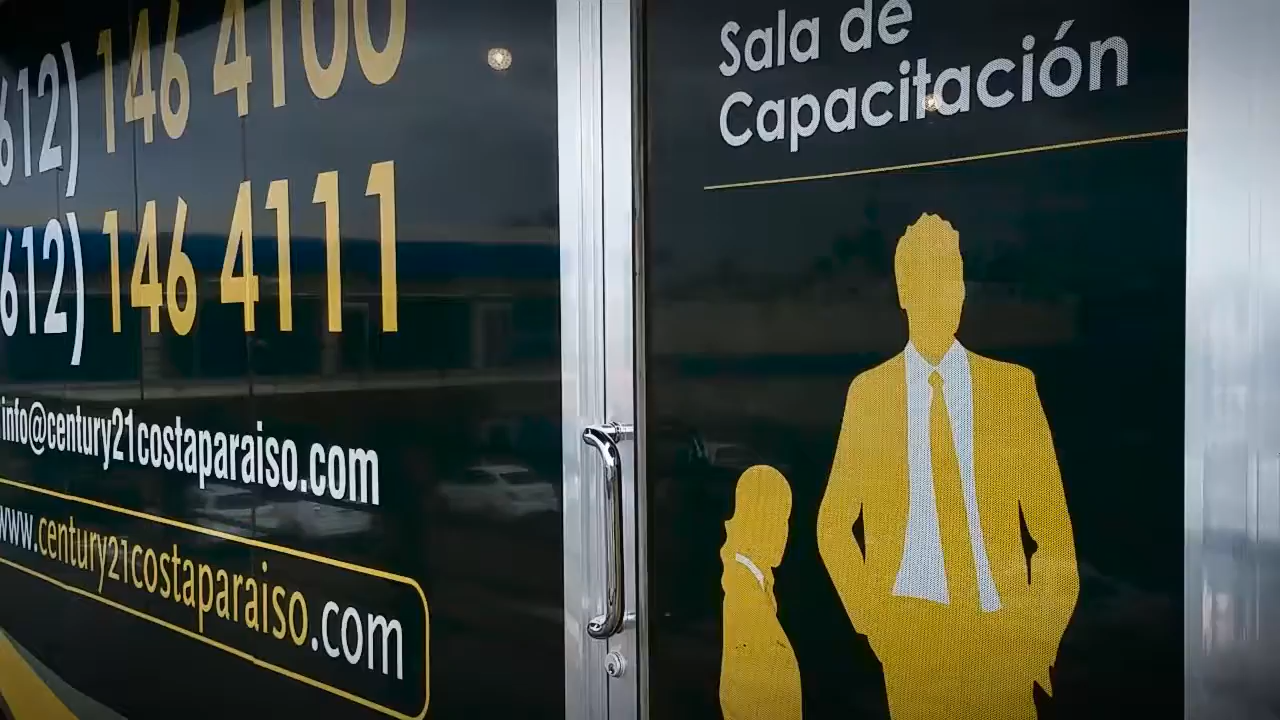 612) 146 4100
612) 146 4111
info@century21costaparaiso.com
www.century21costaparaiso.com
Sala de
Capacitación